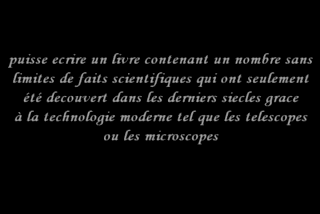 puisse ecrire un livre contenant un nombre sans
limites de faits scientifiques qui ont seulement
été decouvert dans les derniers siecles grace
à la technologie moderne tel que les telescopes
ou les microscopes